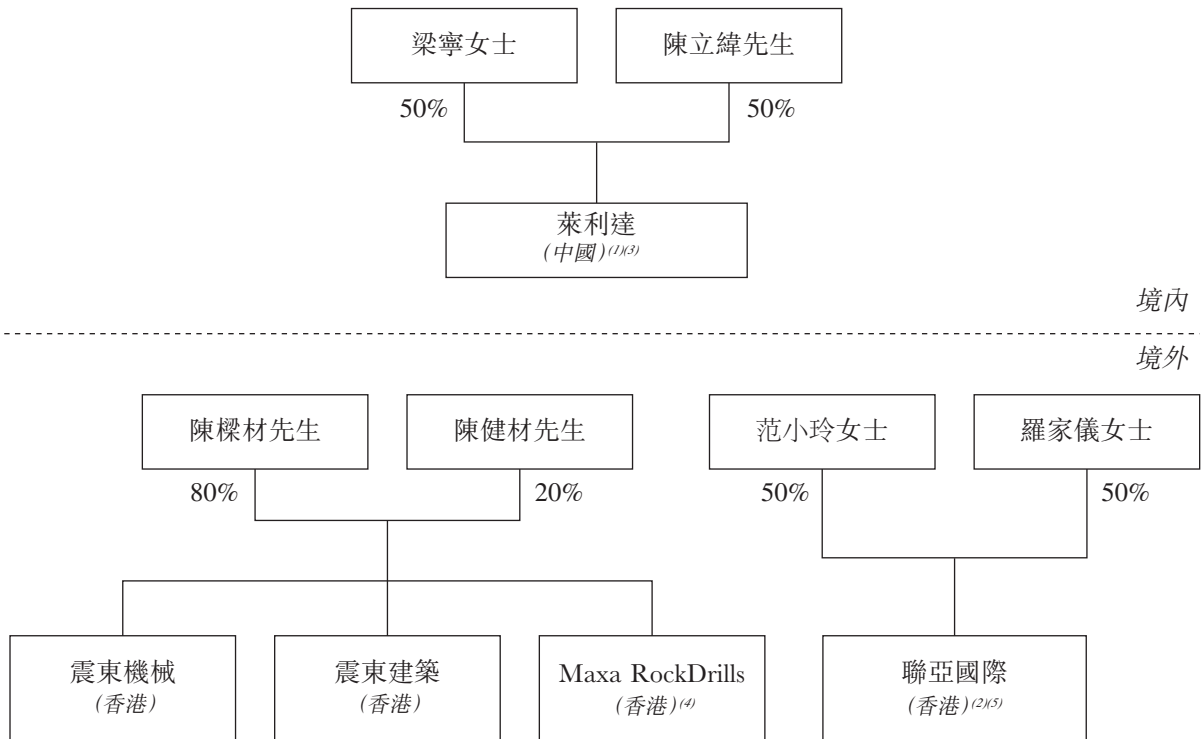 梁寧女士
陳立緯先生
50%
50%
萊利達
(中國)(1)(3)
境內
境外
陳樑材先生
陳健材先生
范小玲女士
羅家儀女士
80%
20%
50%
50%
震東機械
(香港)
震東建築
(香港)
Maxa RockDrills
(香港)(4)
聯亞國際
(香港)(2)(5)